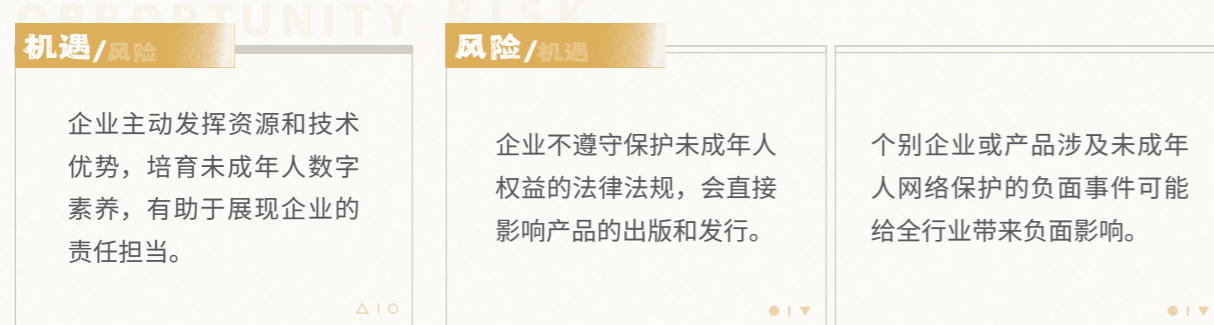 OPPORTUNITY RISK
机遇/风险
企业主动发挥资源和技术
优势，培育未成年人数字
素养，有助于展现企业的
责任担当。
风险/机遇
企业不遵守保护未成年人
权益的法律法规，会直接
影响产品的出版和发行。
个别企业或产品涉及未成年
人网络保护的负面事件可能
给全行业带来负面影响。